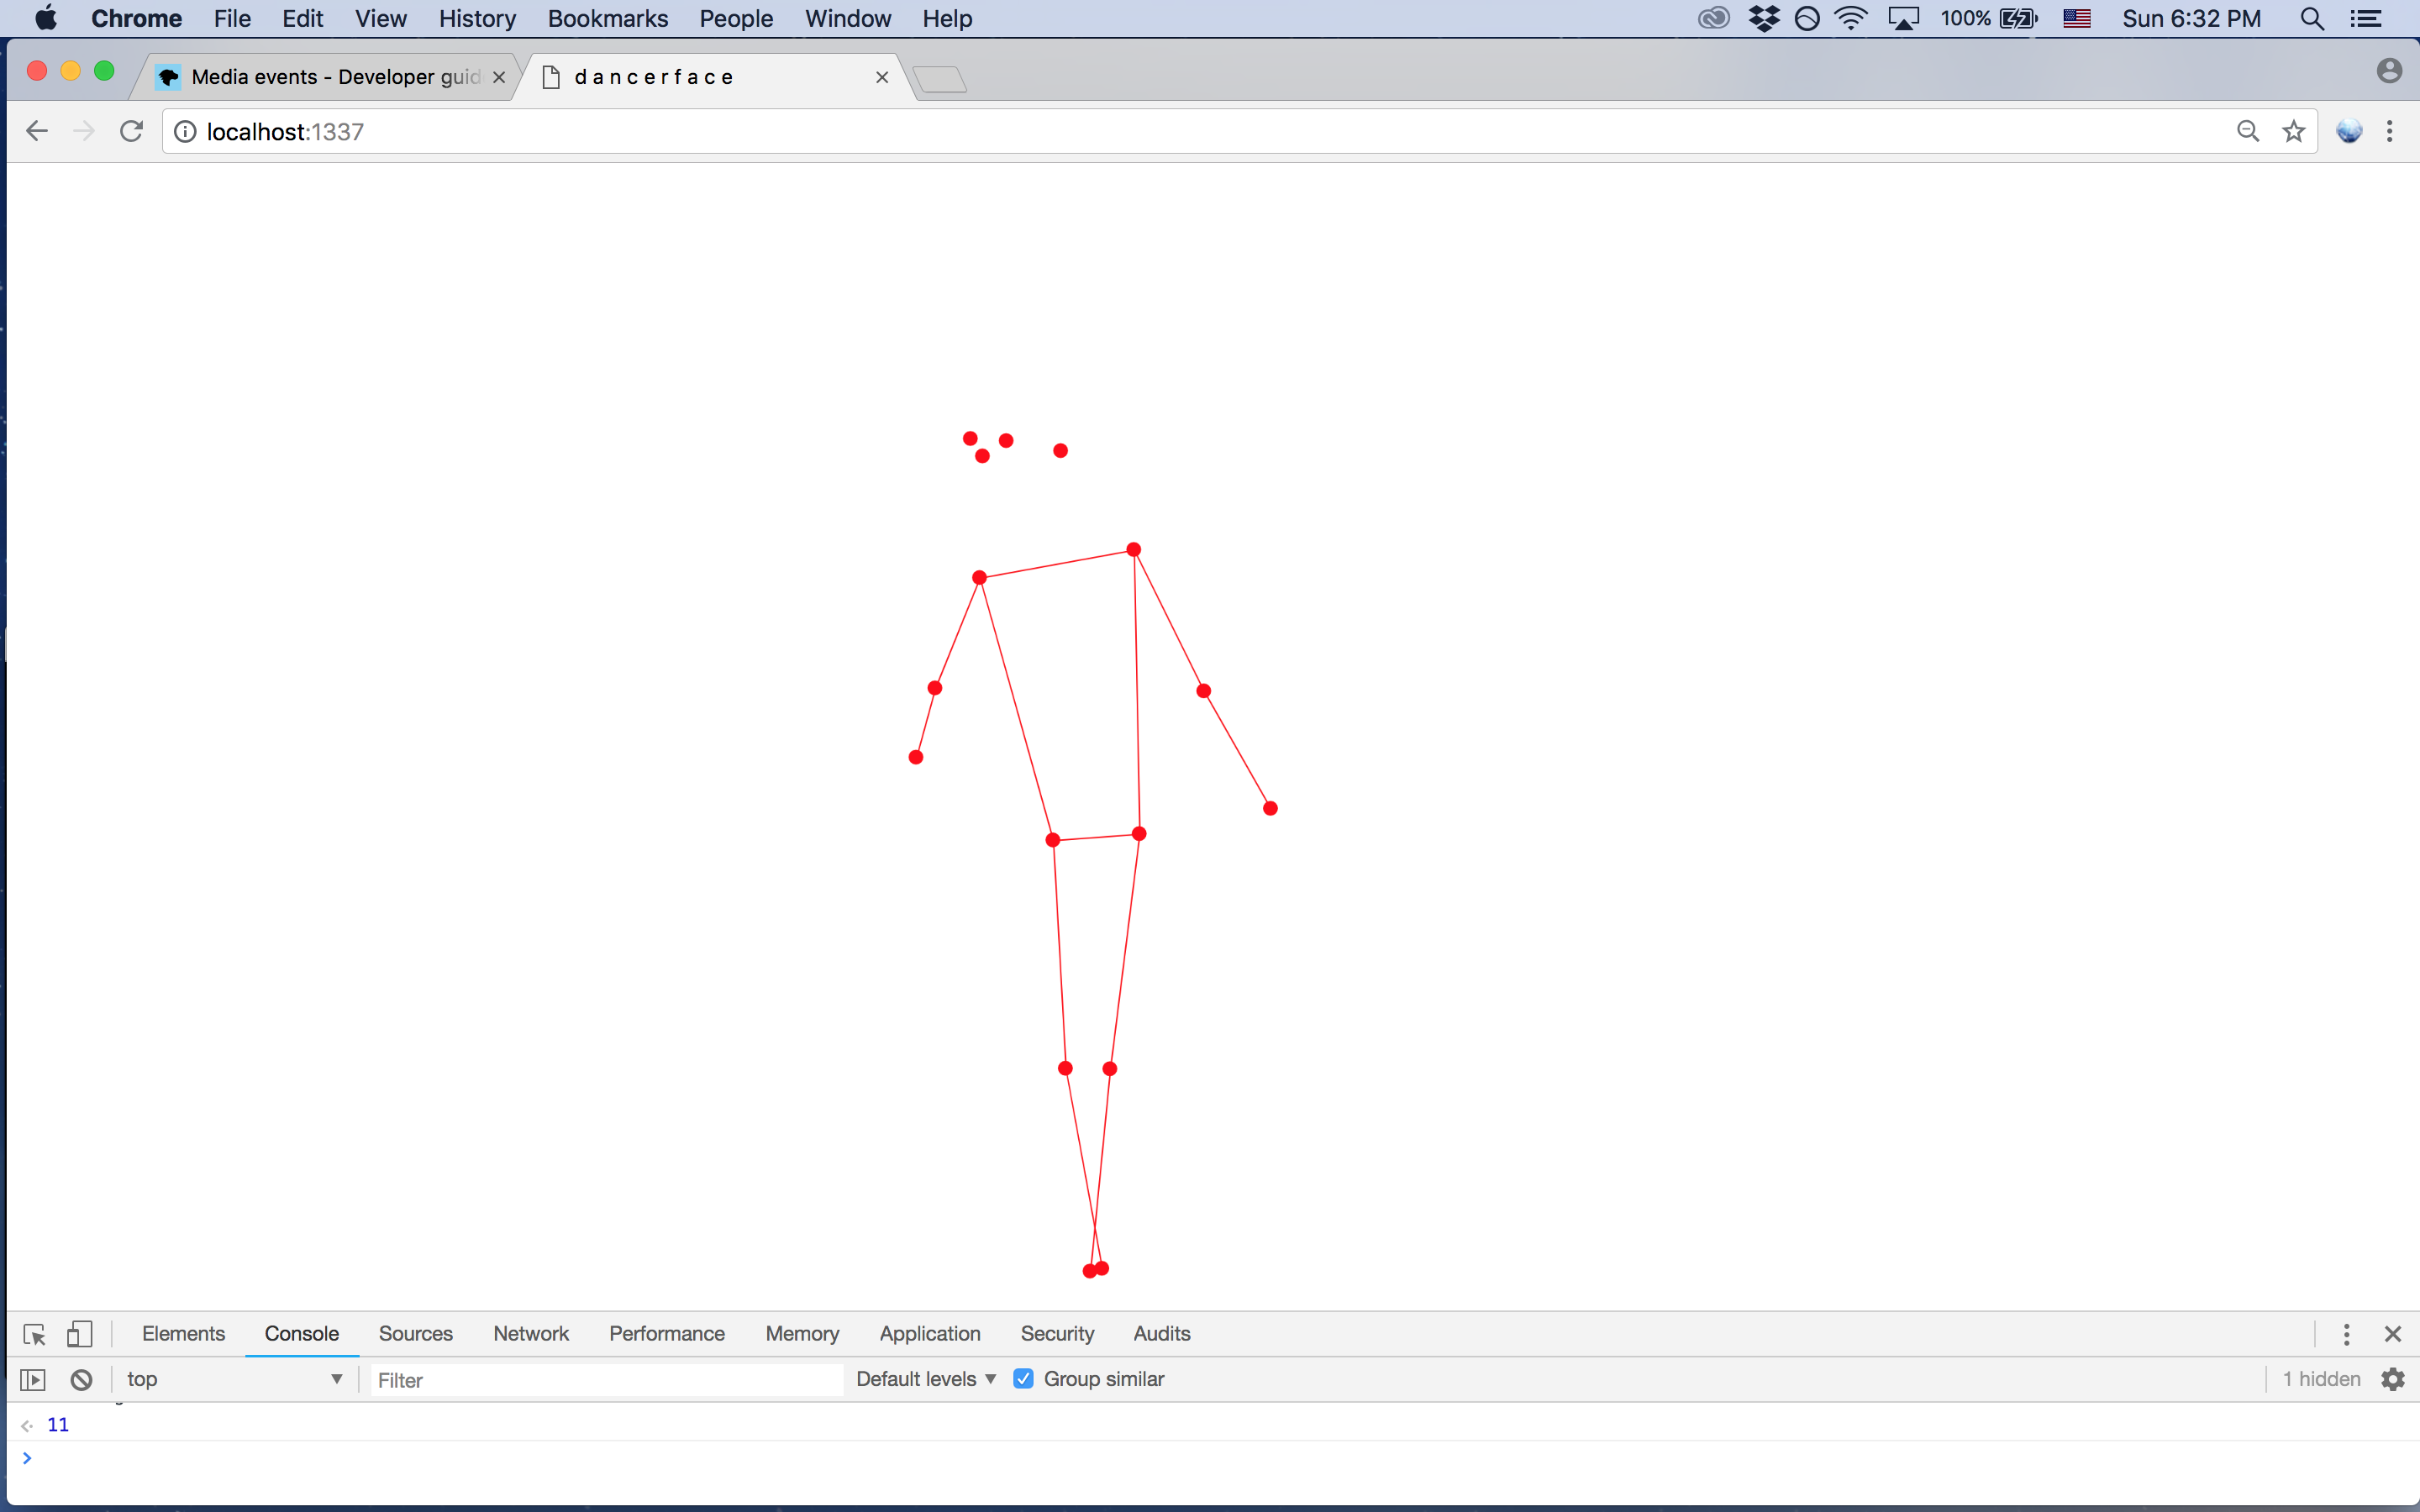 Chrome File Edit View History Bookmarks People Window Help 100% Sun 6:32 PM
Media events - Developer guid d a n c e r f a c e
localhost:1337
Elements Console Sources Network Performance Memory Application Security Audits
top Filter Default levels Group similar 1 hidden
11